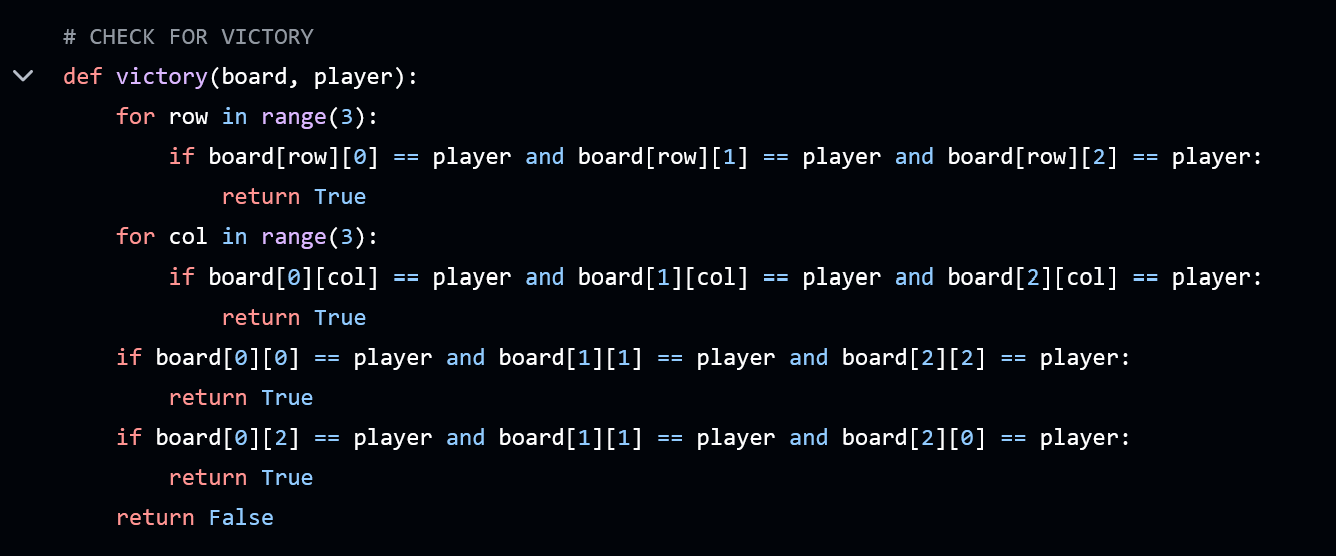 # CHECK FOR VICTORY
def victory(board, player):
    for row in range(3):
        if board[row][0] == player and board[row][1] == player and board[row][2] == player:
            return True
    for col in range(3):
        if board[0][col] == player and board[1][col] == player and board[2][col] == player:
            return True
    if board[0][0] == player and board[1][1] == player and board[2][2] == player:
        return True
    if board[0][2] == player and board[1][1] == player and board[2][0] == player:
        return True
    return False